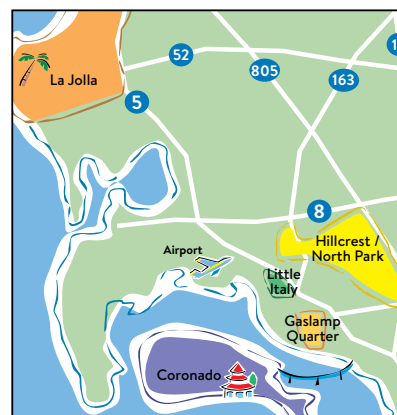 52
La Jolla
805
163
5
8
Hillcrest /
North Park
Airport
Little
Italy
Gaslamp
Quarter
Coronado